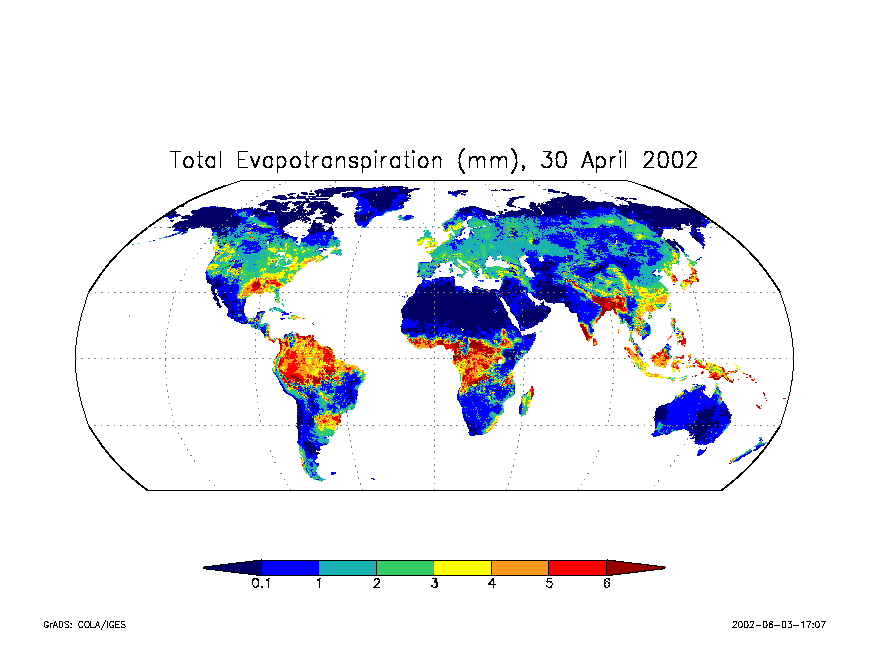 Total Evapotranspiration (mm), 30 April 2002
0.1 1 2 3 4 5 6
GrADS: COLA/IGES 2002-06-03-17:07